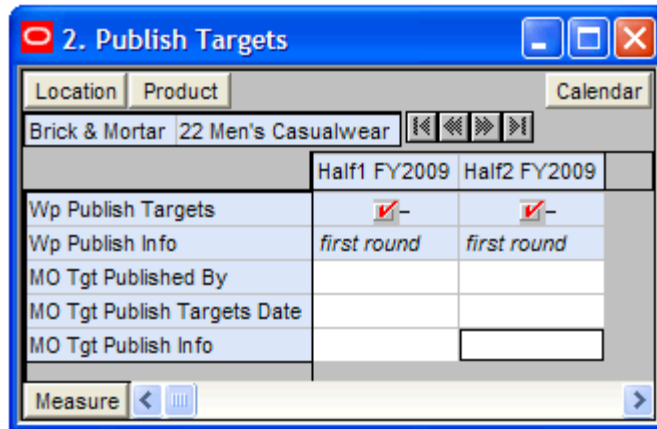 2. Publish Targets
Location Product Calendar
Brick & Mortar 22 Men's Casualwear
Half1 FY2009 Half2 FY2009
Wp Publish Targets
Wp Publish Info first round first round
MO Tgt Published By
MO Tgt Publish Targets Date
MO Tgt Publish Info
Measure